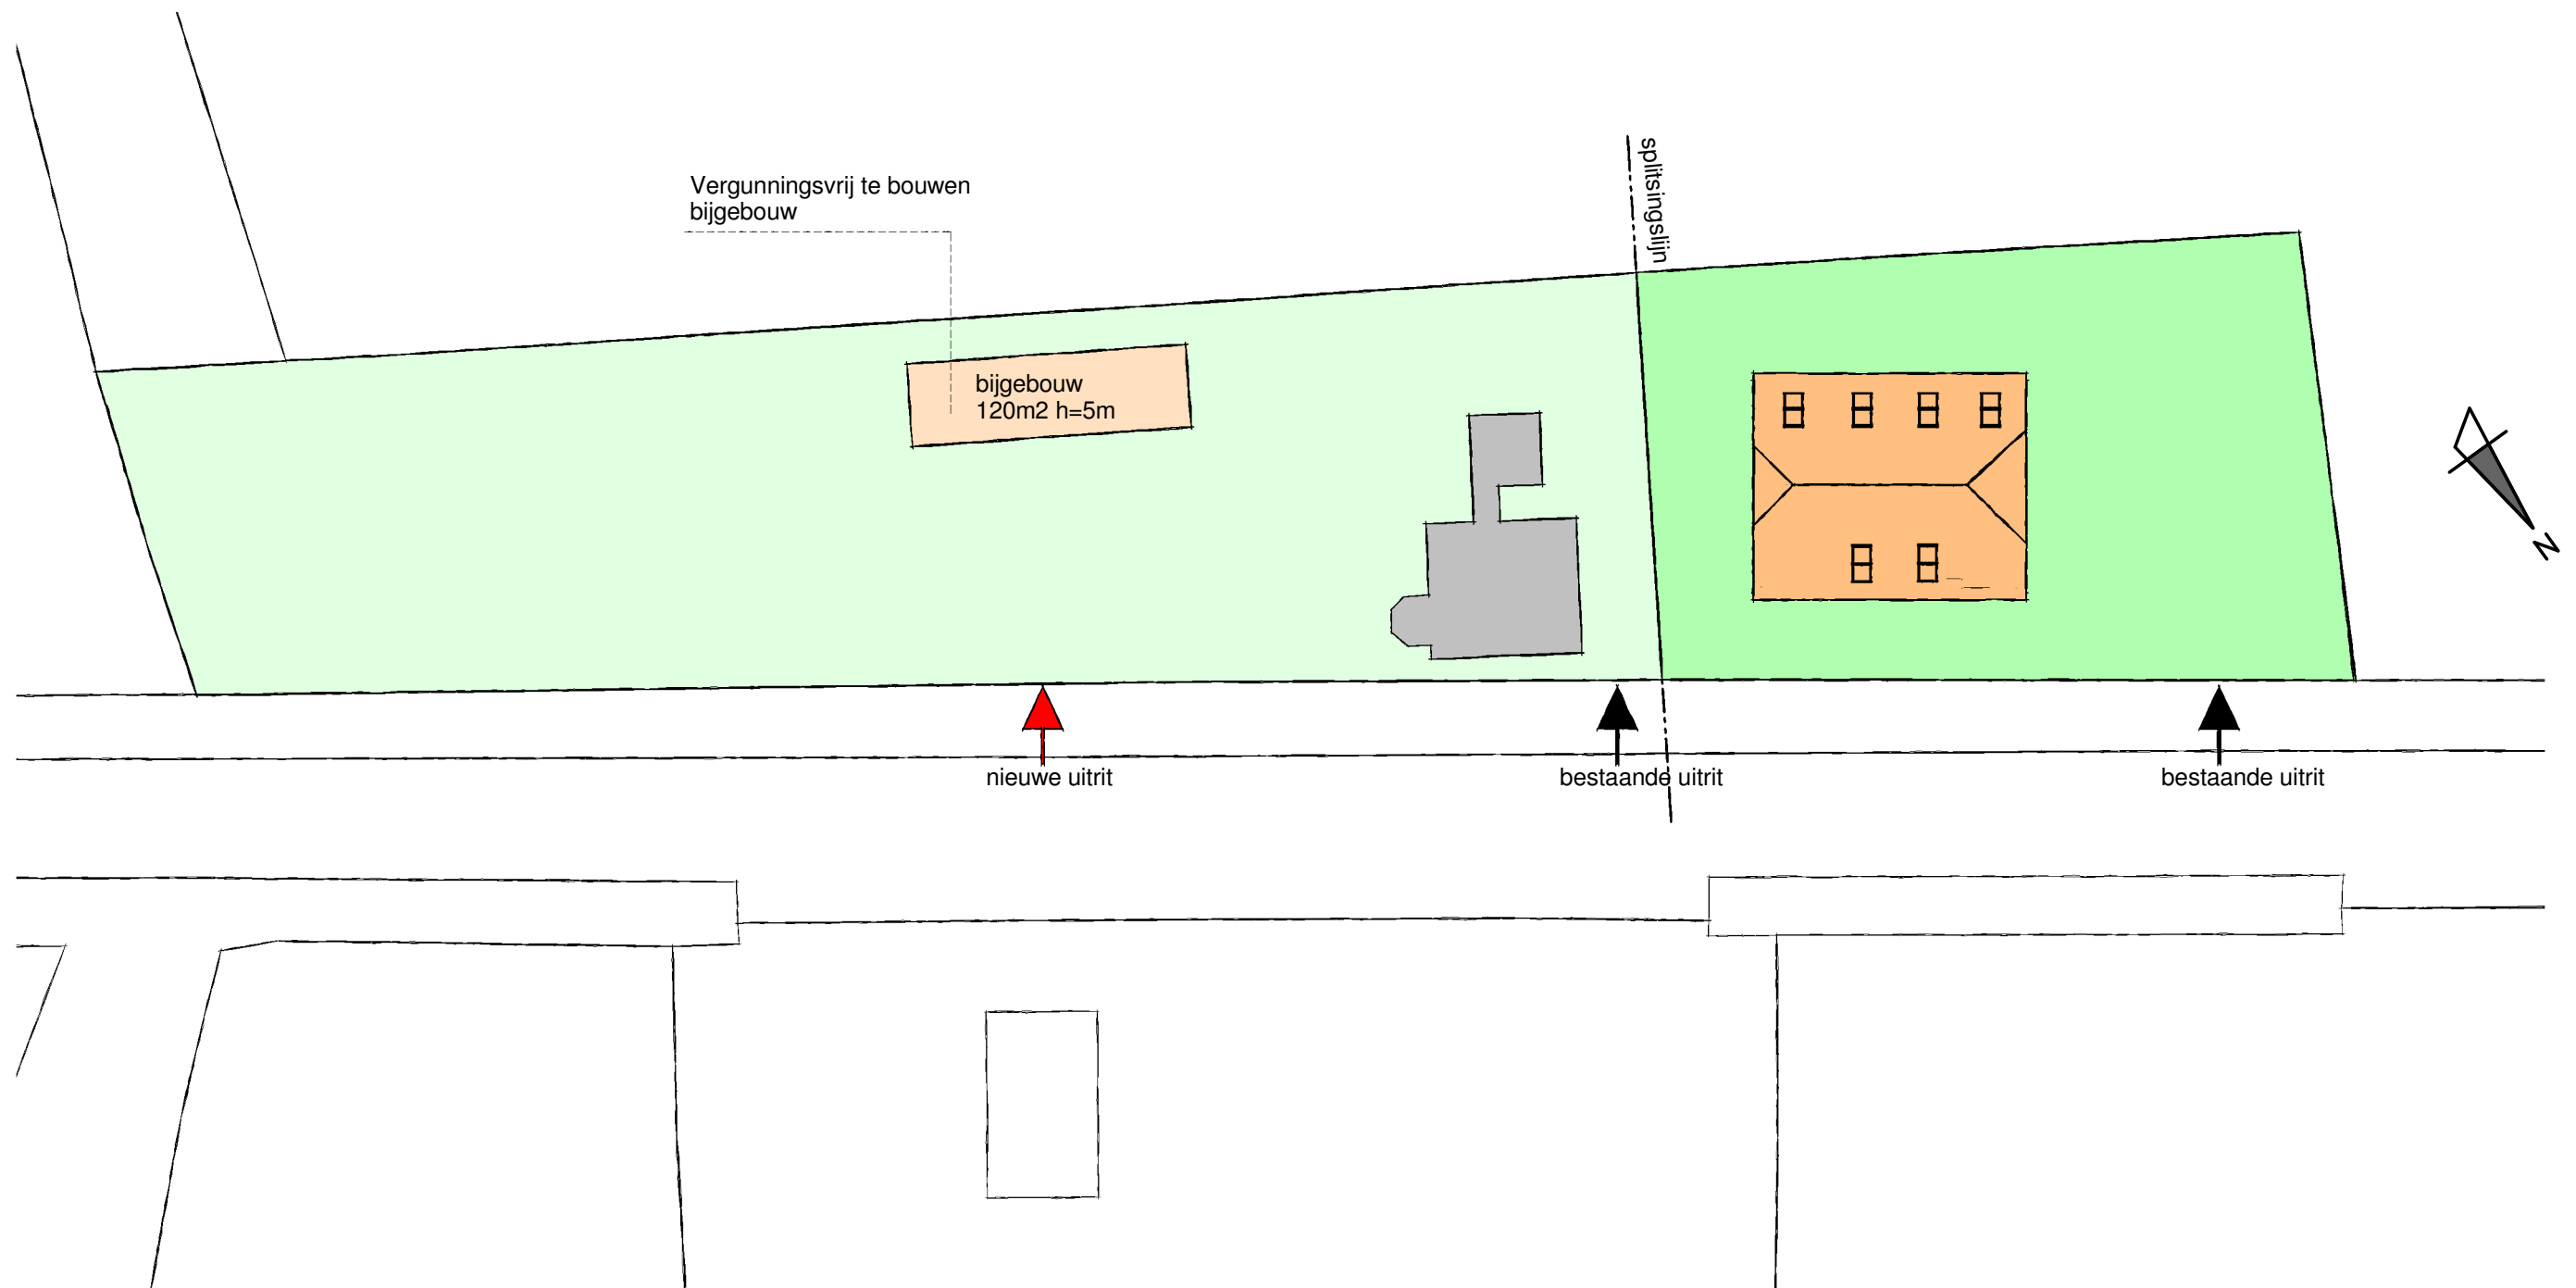 Vergunningsvrij te bouwen
bijgebouw
splitsingslijn
bijgebouw
120m2 h=5m
N
nieuwe uitrit
bestaande uitrit
bestaande uitrit